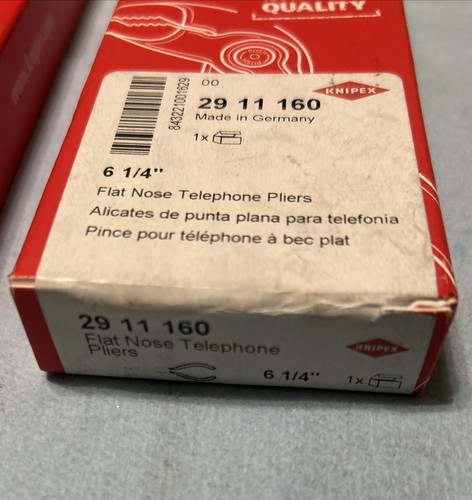 QUALITY
00
KNIPEX
29 11 160
Made in Germany
843221001629
1x
6 1/4"
Flat Nose Telephone Pliers
Alicates de punta plana para telefonia
Pince pour téléphone à bec plat
29 11 160
Flat Nose Telephone
Pliers
KNIPEX
6 1/4"
1x